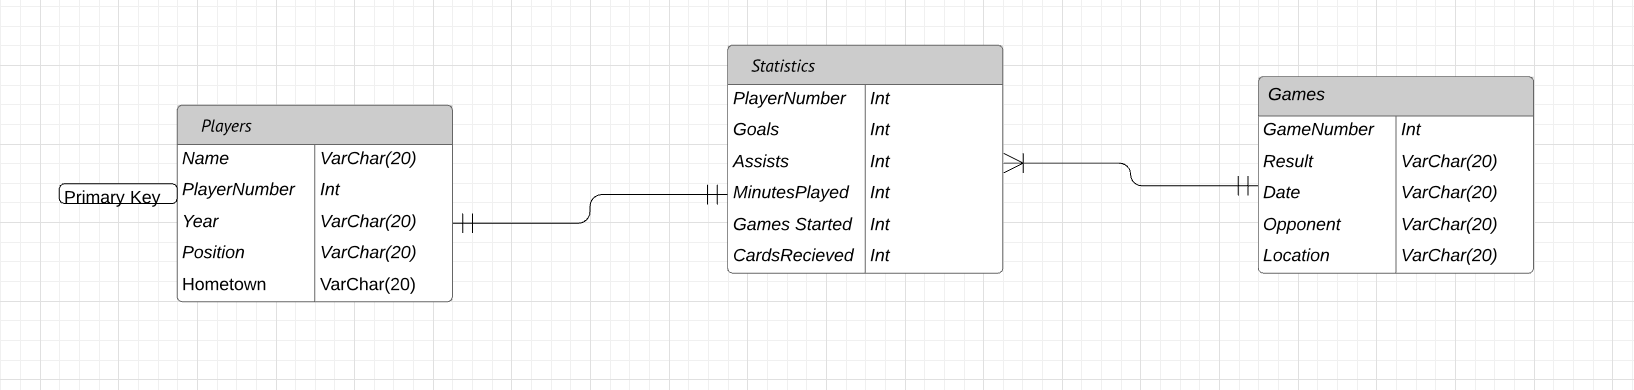 Players
Name VarChar(20)
Primary Key
PlayerNumber Int
Year VarChar(20)
Position VarChar(20)
Hometown VarChar(20)
Statistics
PlayerNumber Int
Goals Int
Assists Int
MinutesPlayed Int
Games Started Int
CardsRecieved Int
Games
GameNumber Int
Result VarChar(20)
Date VarChar(20)
Opponent VarChar(20)
Location VarChar(20)